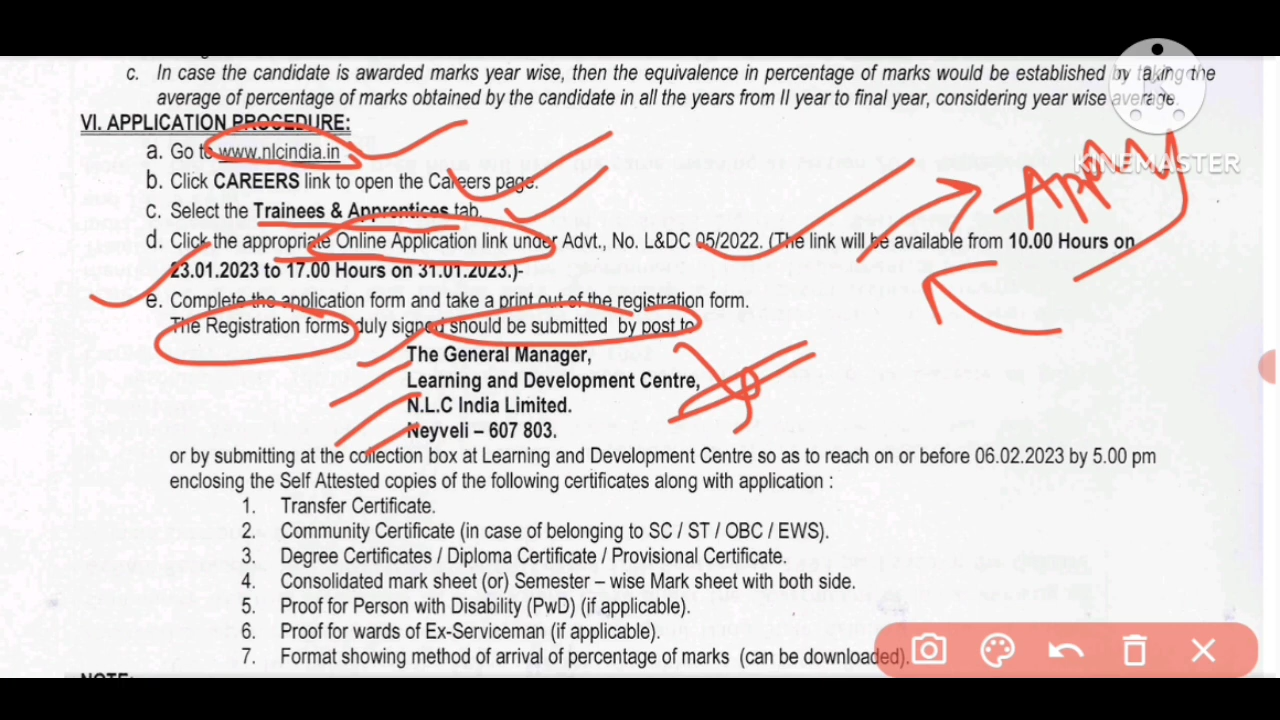 c. In case the candidate is awarded marks year wise, then the equivalence in percentage of marks would be established by taking the
average of percentage of marks obtained by the candidate in all the years from II year to final year, considering year wise average.
VI. APPLICATION PROCEDURE:
a. Go to www.nlcindia.in
b. Click CAREERS link to open the Careers page.
c. Select the Trainees & Apprentices tab.
d. Click the appropriate Online Application link under Advt., No. L&DC 05/2022. (The link will be available from 10.00 Hours on
23.01.2023 to 17.00 Hours on 31.01.2023.)-
e. Complete the application form and take a print out of the registration form.
The Registration forms duly signed should be submitted by post to
The General Manager,
Learning and Development Centre,
N.L.C India Limited.
Neyveli – 607 803.
or by submitting at the collection box at Learning and Development Centre so as to reach on or before 06.02.2023 by 5.00 pm
enclosing the Self Attested copies of the following certificates along with application :
1. Transfer Certificate.
2. Community Certificate (in case of belonging to SC / ST / OBC / EWS).
3. Degree Certificates / Diploma Certificate / Provisional Certificate.
4. Consolidated mark sheet (or) Semester – wise Mark sheet with both side.
5. Proof for Person with Disability (PwD) (if applicable).
6. Proof for wards of Ex-Serviceman (if applicable).
7. Format showing method of arrival of percentage of marks (can be downloaded).
NOTE:
Apply
KINEMASTER